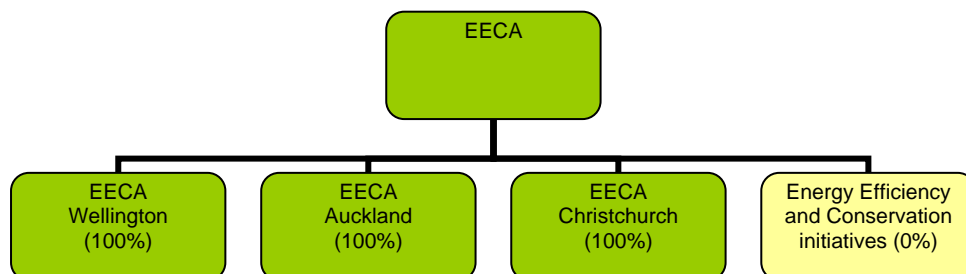 EECA
EECA
Wellington
(100%)
EECA
Auckland
(100%)
EECA
Christchurch
(100%)
Energy Efficiency
and Conservation
initiatives (0%)